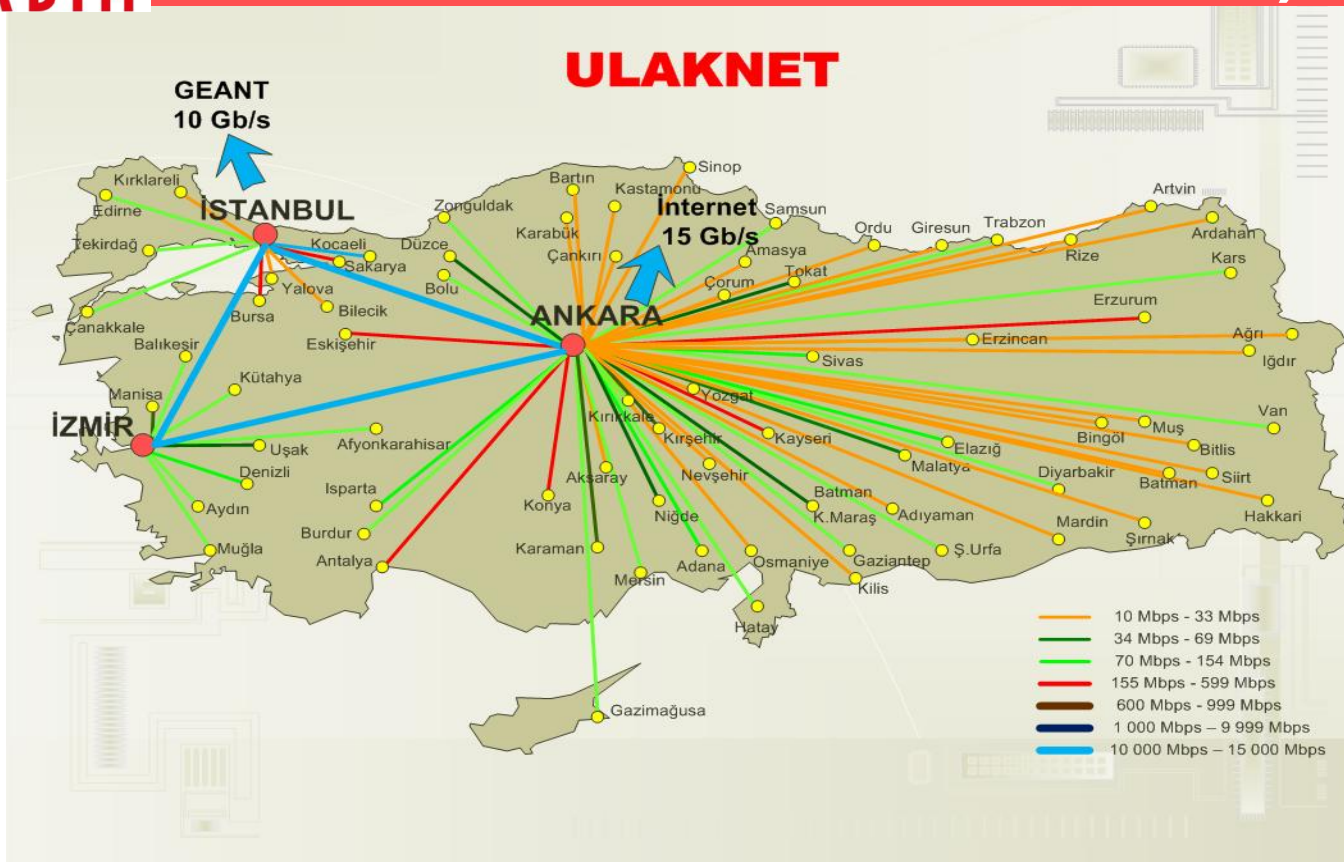 ULAKNET
GEANT
10 Gb/s
İnternet
15 Gb/s
Kırklareli
Edirne
İSTANBUL
Tekirdağ
Kocaeli
Sakarya
Yalova
Bursa
Bilecik
Çanakkale
Balıkeşir
Eskişehir
Zonguldak
Düzce
Bolu
Bartın
Karabük
Kastamonu
Çankırı
Sinop
Samsun
Amasya
Çorum
Tokat
Ordu
Giresun
Trabzon
Rize
Artvin
Ardahan
Kars
Erzurum
Ağrı
Iğdır
Erzincan
Sivas
ANKARA
Manisa
Kütahya
İZMİR
Uşak
Afyonkarahisar
Denizli
Aydın
Muğla
Isparta
Burdur
Antalya
Konya
Karaman
Aksaray
Kırıkkale
Kırşehir
Yozgat
Kayseri
Nevşehir
Niğde
Mersin
Adana
Osmaniye
Hatay
Batman
K.Maraş
Gaziantep
Kilis
Adıyaman
Ş.Urfa
Malatya
Elazığ
Diyarbakir
Mardin
Şırnak
Bingöl
Muş
Bitlis
Batman
Siirt
Van
Hakkari
Gazimağusa
10 Mbps - 33 Mbps
34 Mbps - 69 Mbps
70 Mbps - 154 Mbps
155 Mbps - 599 Mbps
600 Mbps - 999 Mbps
1 000 Mbps – 9 999 Mbps
10 000 Mbps – 15 000 Mbps